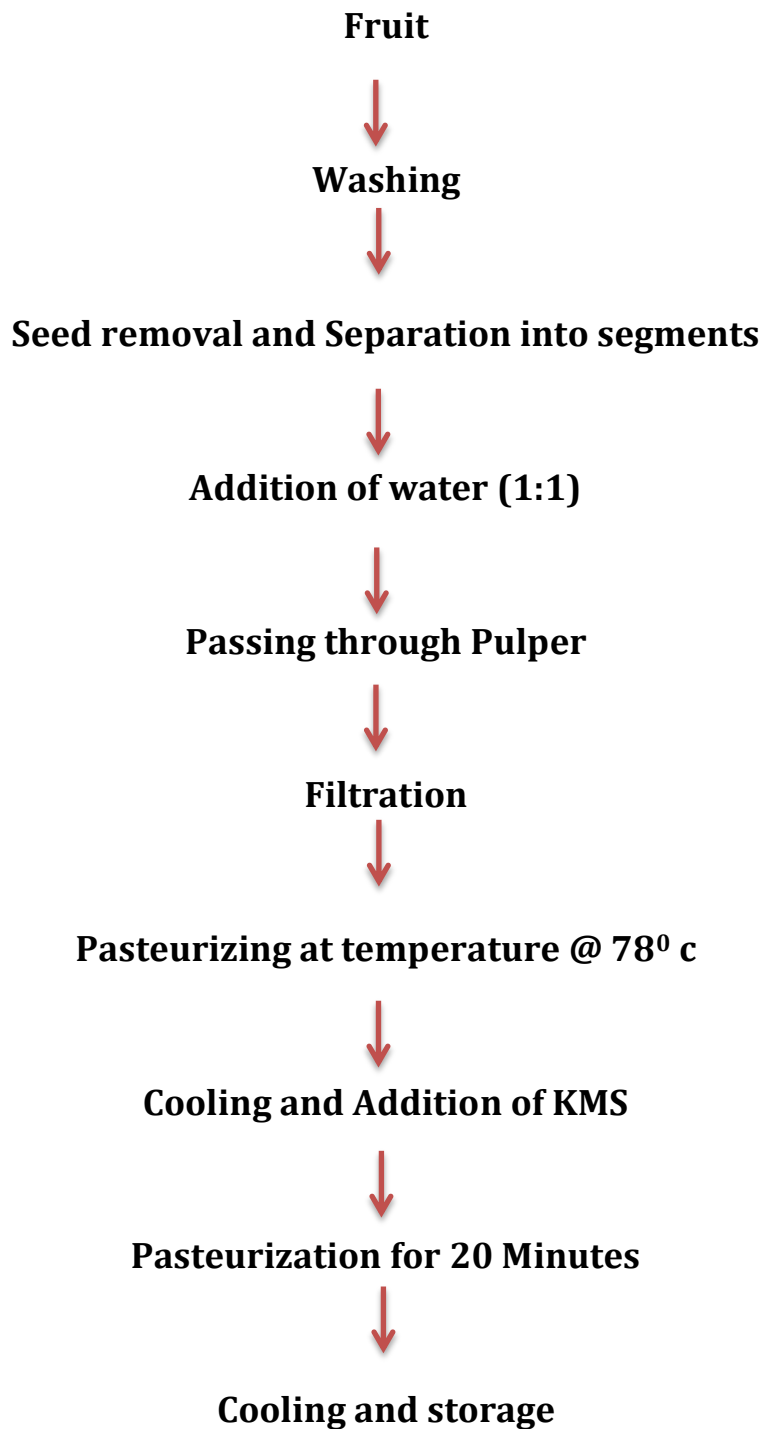 Fruit
Washing
Seed removal and Separation into segments
Addition of water (1:1)
Passing through Pulper
Filtration
Pasteurizing at temperature @ 78⁰ c
Cooling and Addition of KMS
Pasteurization for 20 Minutes
Cooling and storage